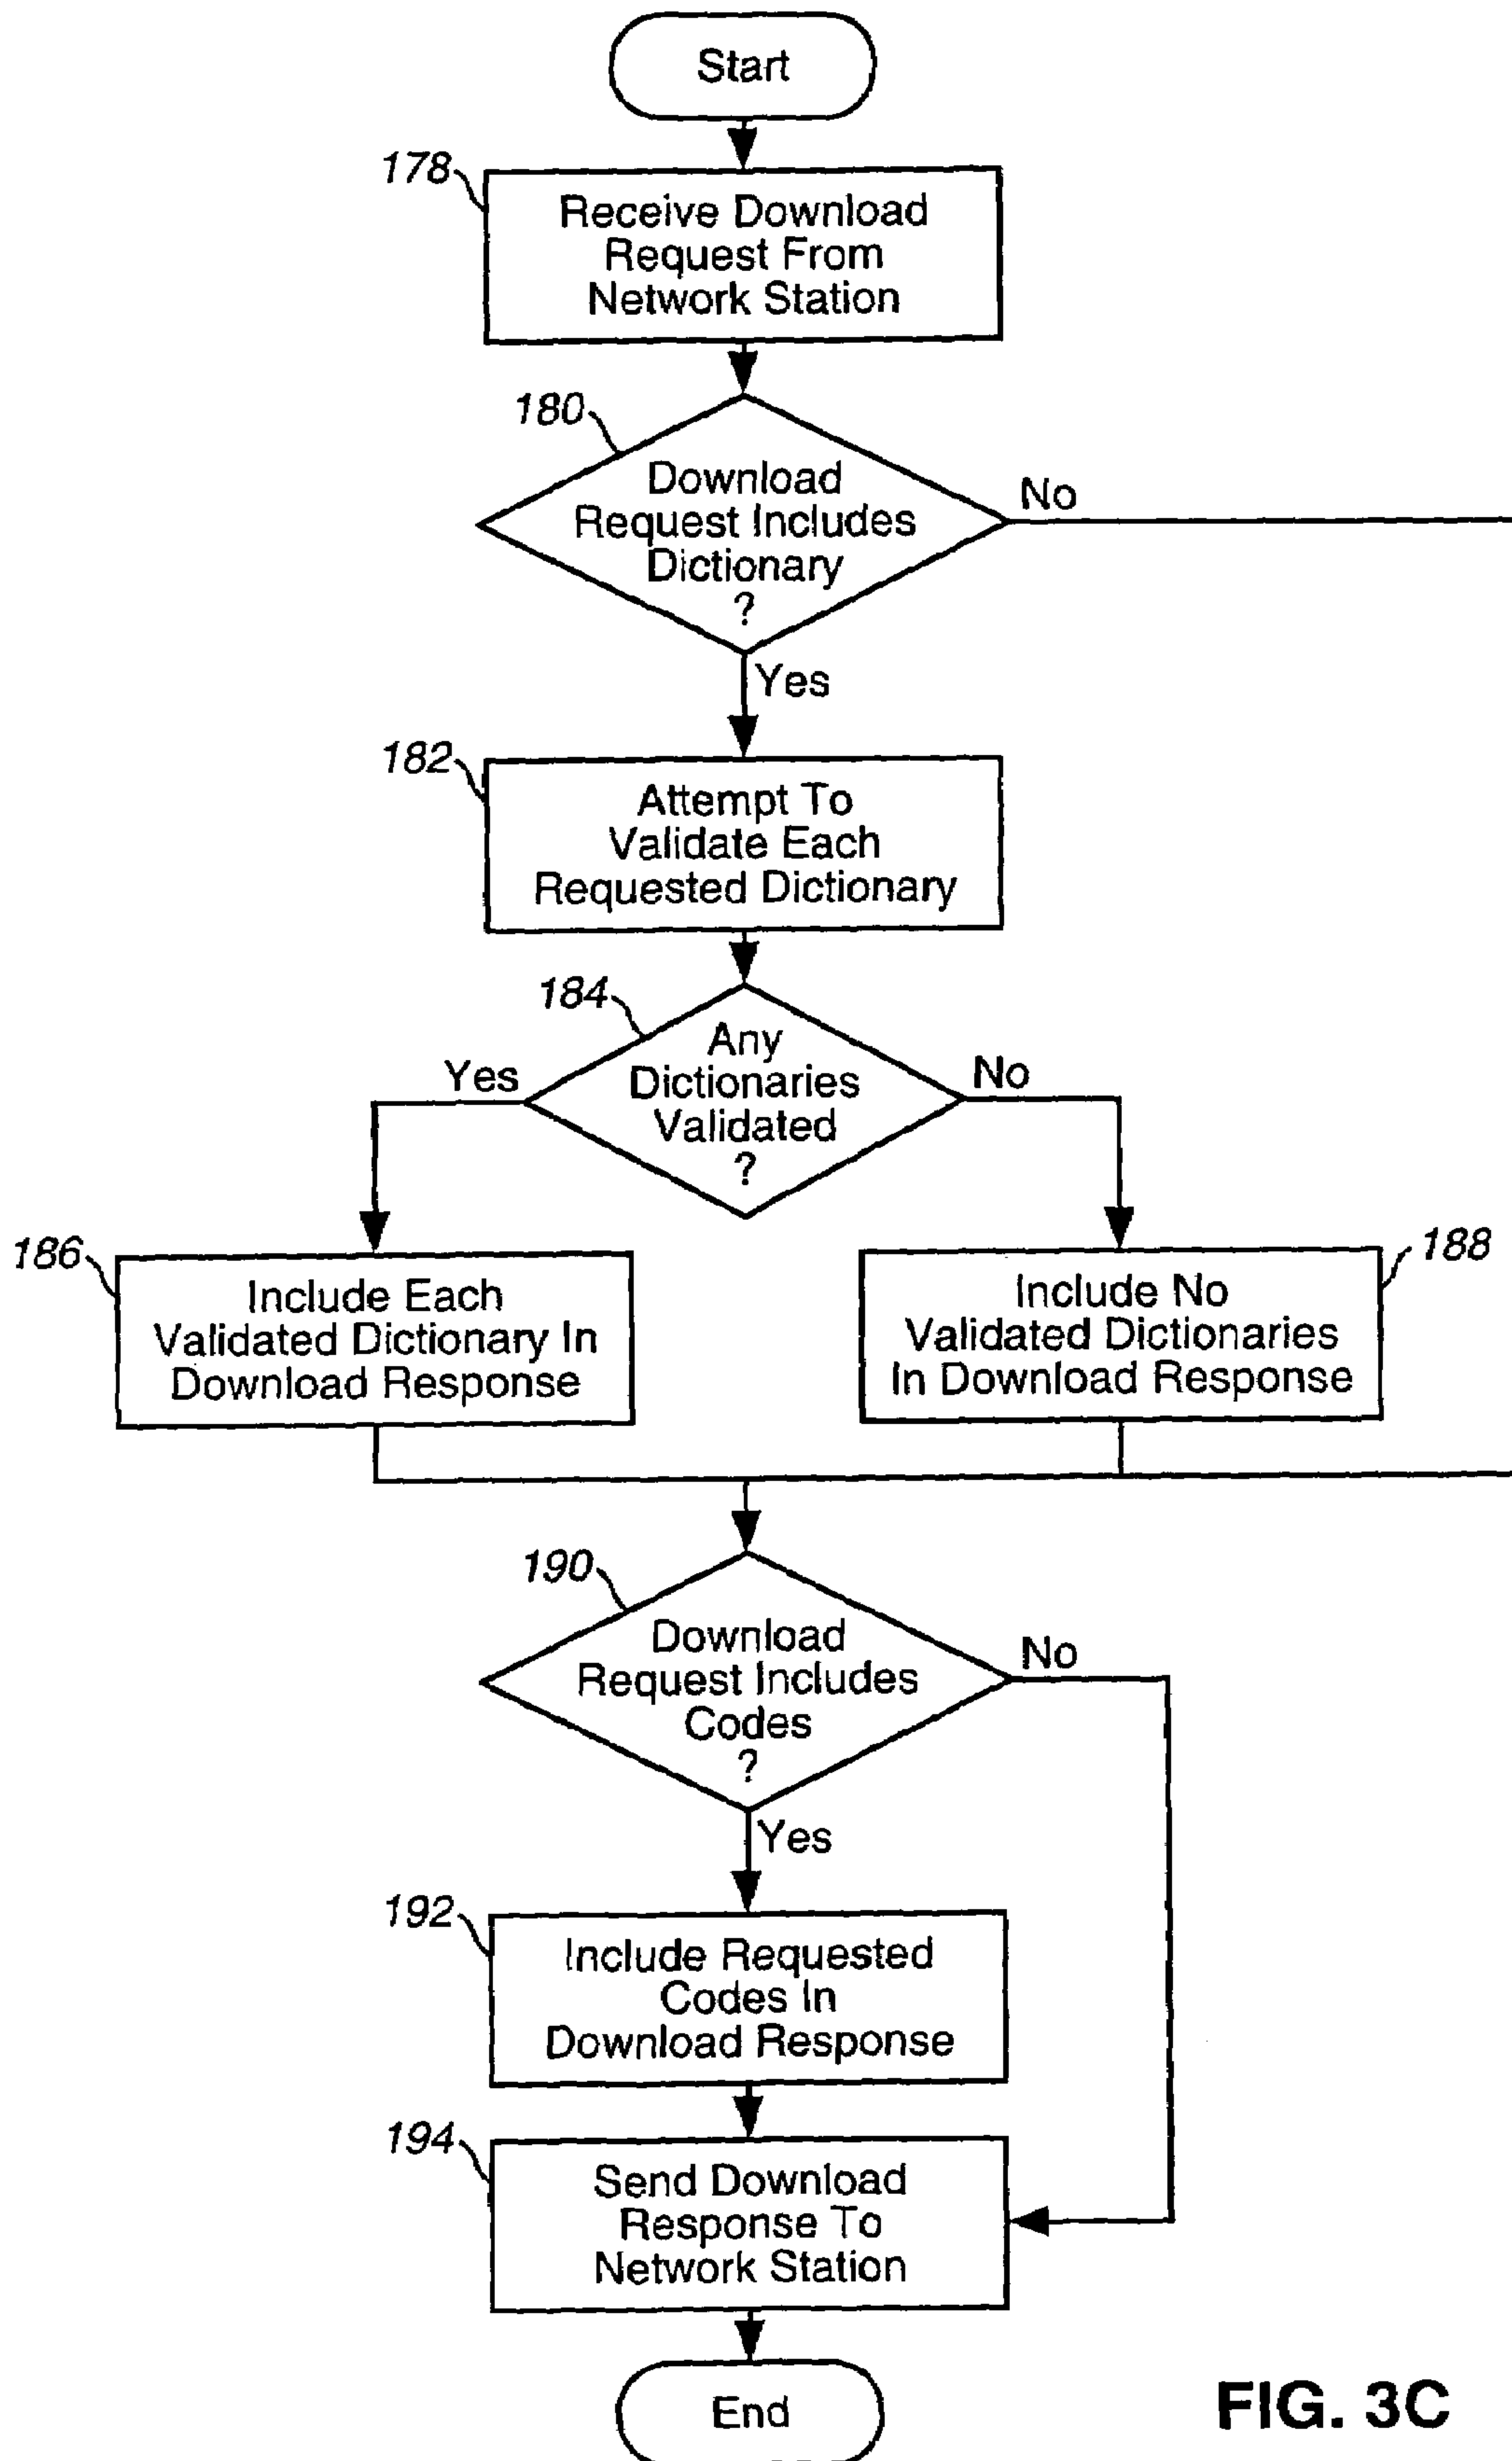 Start
178
Receive Download
Request From
Network Station
180
Download
Request Includes
Dictionary
?
No
Yes
182
Attempt To
Validate Each
Requested Dictionary
184
Any
Dictionaries
Validated
?
Yes
No
186
Include Each
Validated Dictionary In
Download Response
188
Include No
Validated Dictionaries
In Download Response
190
Download
Request Includes
Codes
?
No
Yes
192
Include Requested
Codes In
Download Response
194
Send Download
Response To
Network Station
End
FIG. 3C